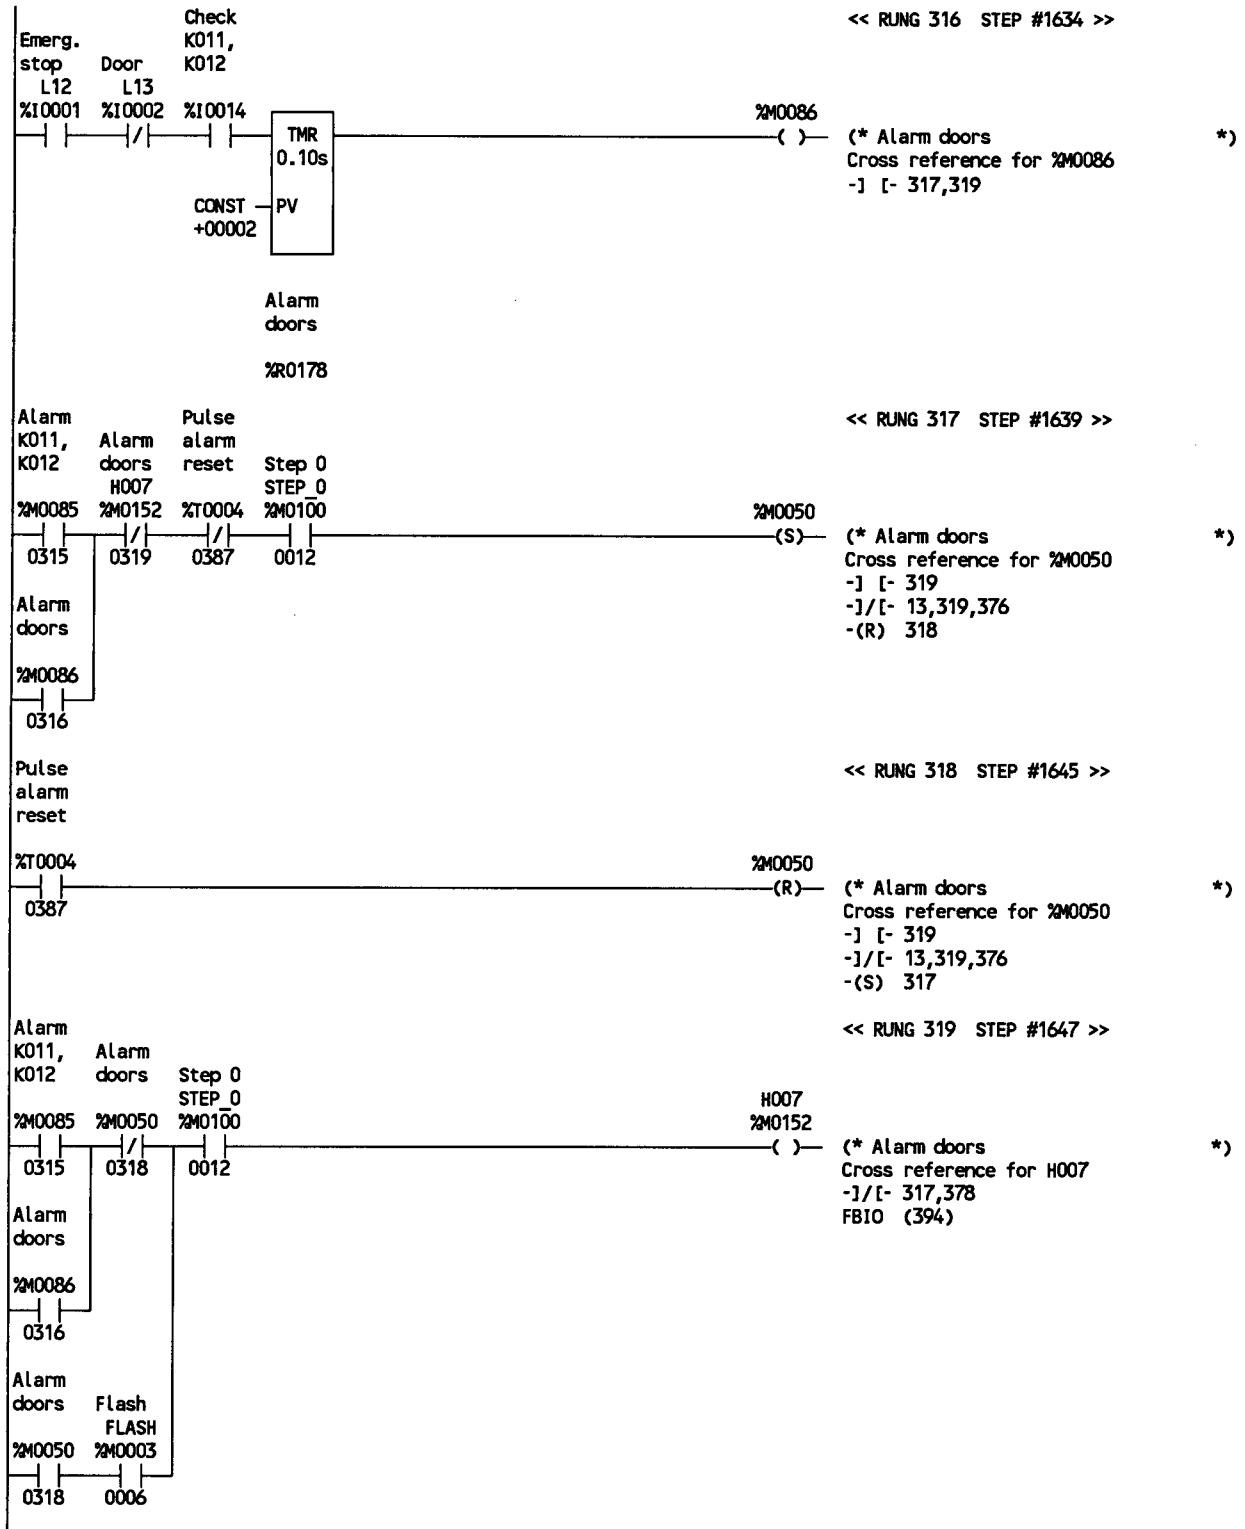 Check << RUNG 316 STEP #1634 >>
Emerg. K011,
stop Door K012
L12 L13
%I0001 %I0002 %I0014 %M0086
TMR ( ) (* Alarm doors *)
0.10s Cross reference for %M0086
-] [- 317,319
CONST PV
+00002
Alarm
doors
%R0178
Alarm Pulse << RUNG 317 STEP #1639 >>
K011, Alarm alarm
K012 doors reset Step 0
H007 STEP_0
%M0085 %M0152 %T0004 %M0100 %M0050
(S) (* Alarm doors *)
0315 0319 0387 0012 Cross reference for %M0050
-] [- 319
Alarm -]/[- 13,319,376
doors -(R) 318
%M0086
0316
Pulse << RUNG 318 STEP #1645 >>
alarm
reset
%T0004 %M0050
(R) (* Alarm doors *)
0387 Cross reference for %M0050
-] [- 319
-]/[- 13,319,376
-(S) 317
Alarm << RUNG 319 STEP #1647 >>
K011, Alarm
K012 doors Step 0
STEP_0 H007
%M0085 %M0050 %M0100 %M0152
( ) (* Alarm doors *)
0315 0318 0012 Cross reference for H007
-]/[- 317,378
Alarm FBIO (394)
doors
%M0086
0316
Alarm
doors Flash
FLASH
%M0050 %M0003
0318 0006